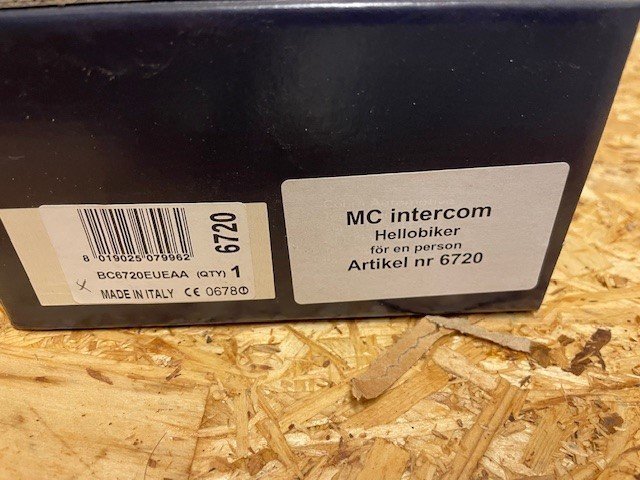 8 019025 079962
6720
BC6720EUEAA (QTY) 1
MADE IN ITALY CE 0678
MC intercom
Hellobiker
för en person
Artikel nr 6720